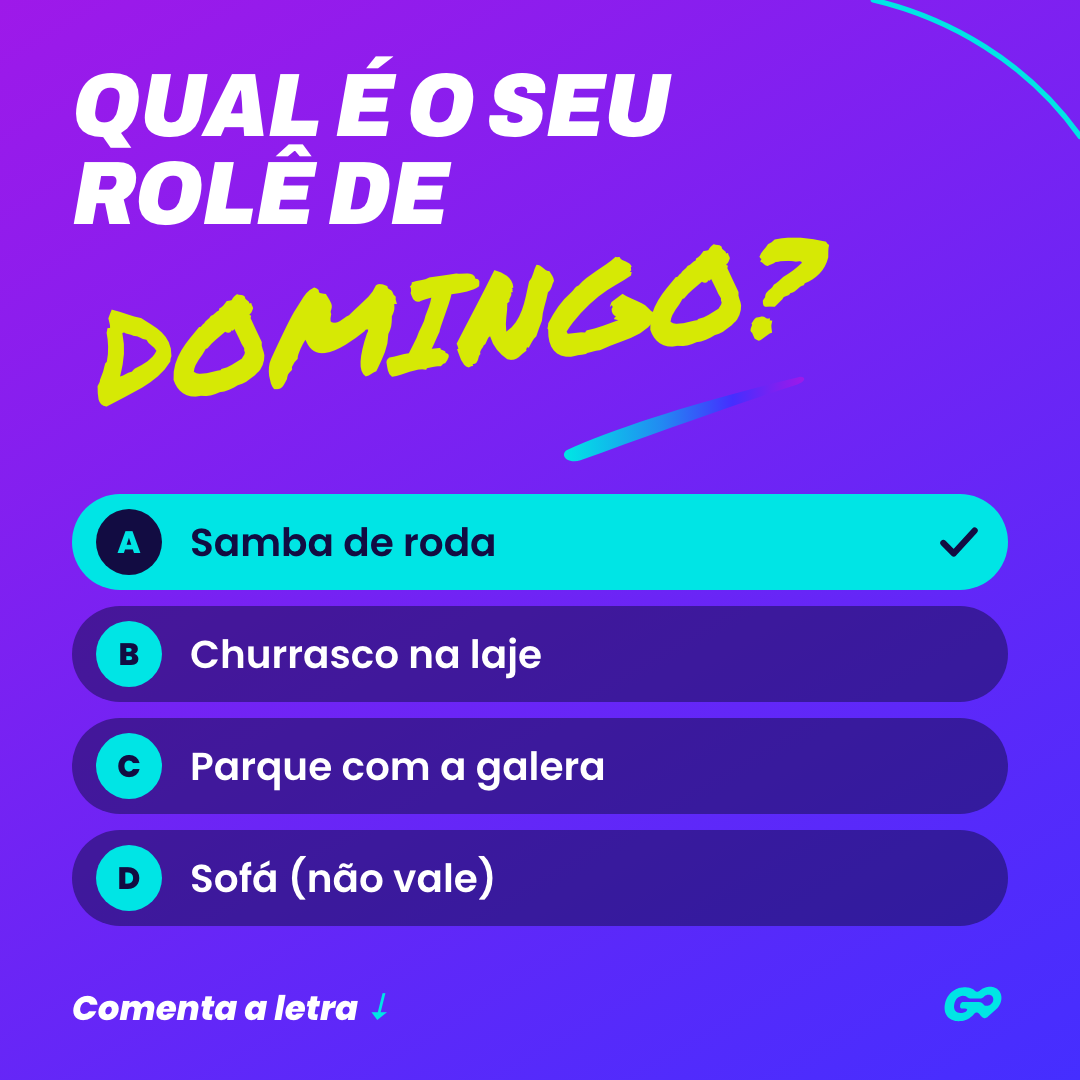 QUAL É O SEU
ROLÊ DE
DOMINGO?
A Samba de roda
B Churrasco na laje
C Parque com a galera
D Sofá (não vale)
Comenta a letra ↓